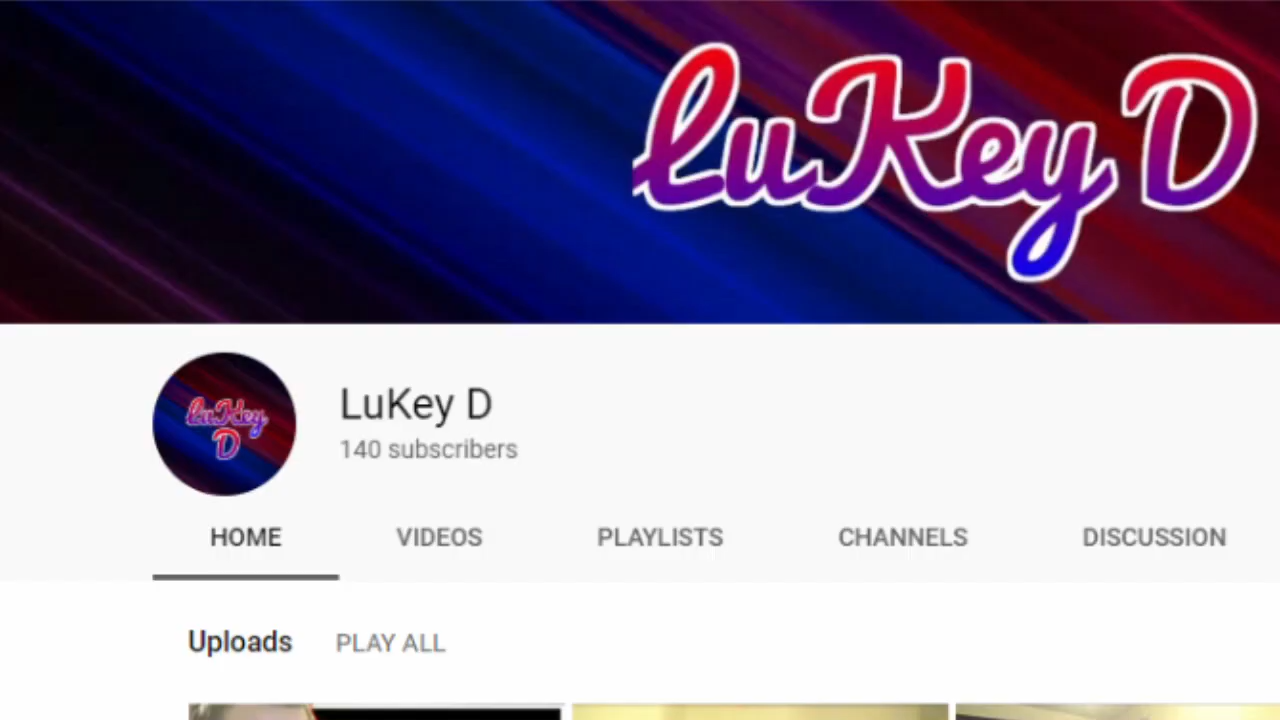 LuKey D
LuKey
D
LuKey D
140 subscribers
HOME VIDEOS PLAYLISTS CHANNELS DISCUSSION
Uploads PLAY ALL